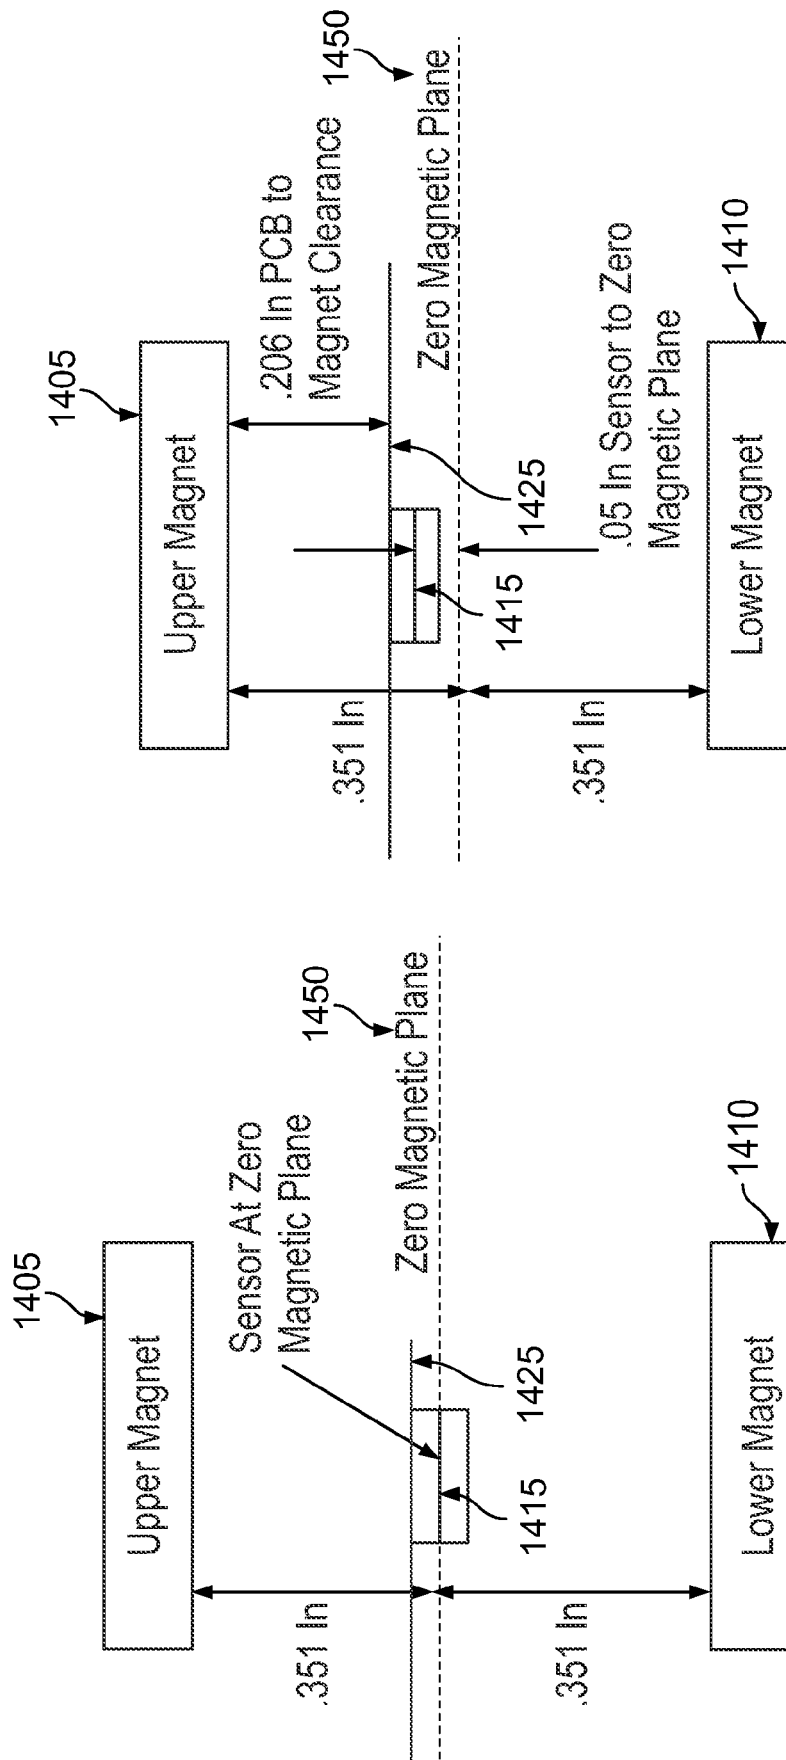 1405
Upper Magnet
Sensor At Zero
Magnetic Plane
1450
Zero Magnetic Plane
.351 In
1425
1415
.351 In
1410
Lower Magnet
1405
Upper Magnet
.206 In PCB to
Magnet Clearance
1450
Zero Magnetic Plane
.351 In
1425
1415
.351 In
.05 In Sensor to Zero
Magnetic Plane
1410
Lower Magnet